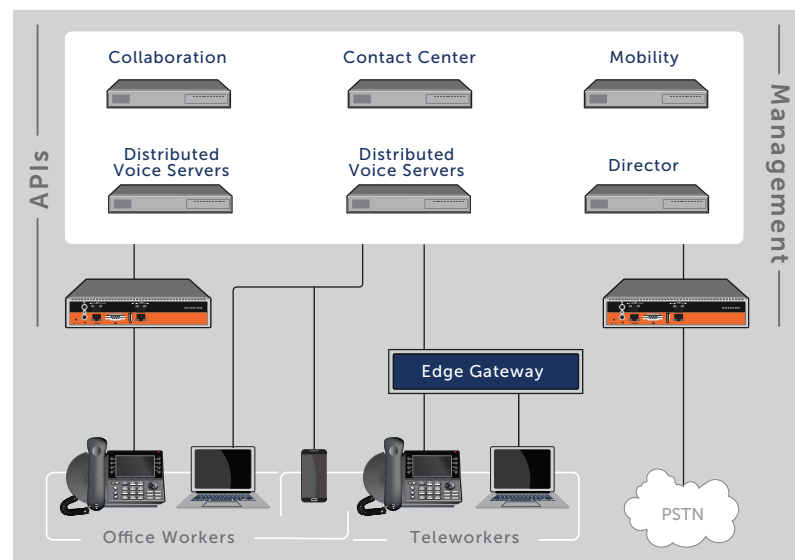 Collaboration
Contact Center
Mobility
Distributed
Voice Servers
Distributed
Voice Servers
Director
APIs
Management
Edge Gateway
Office Workers
Teleworkers
PSTN